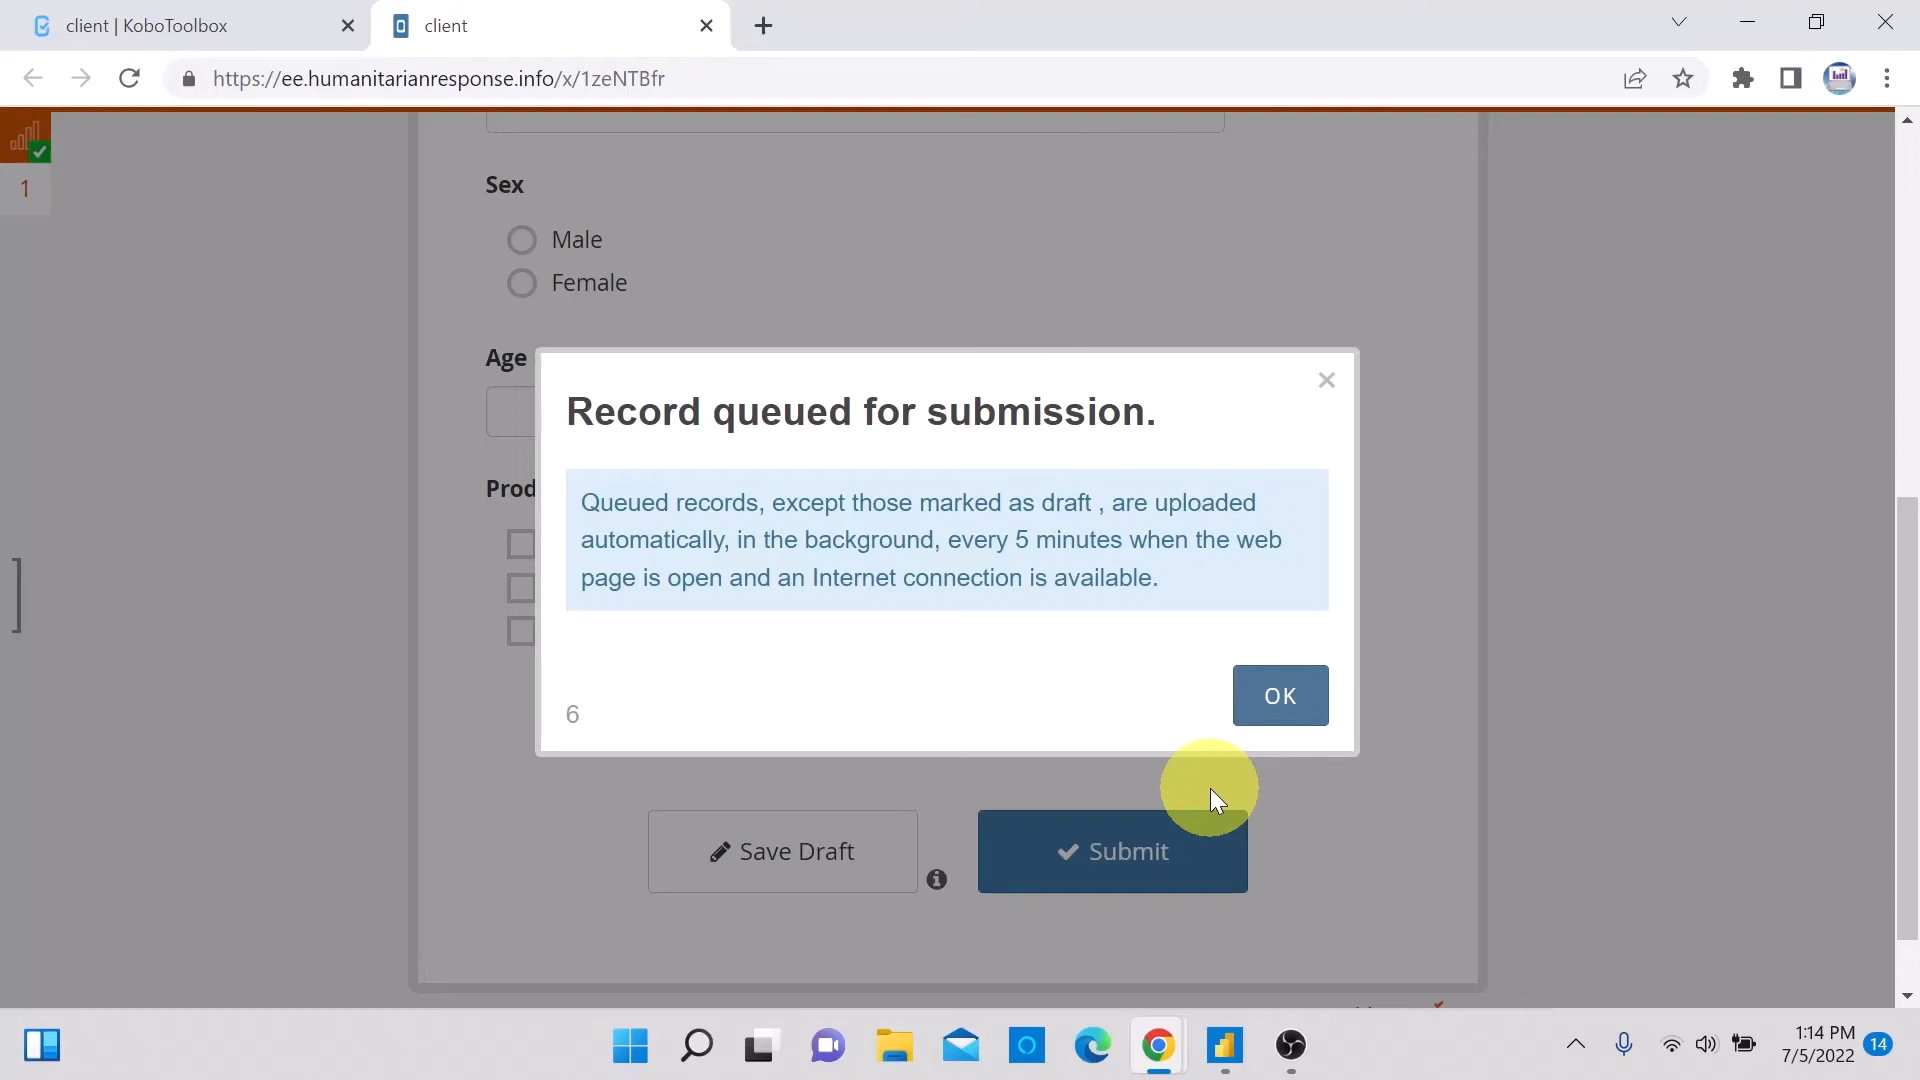 client | KoboToolbox
client
https://ee.humanitarianresponse.info/x/1zeNTBfr
1
Sex
Male
Female
Age
Record queued for submission.
Queued records, except those marked as draft , are uploaded
automatically, in the background, every 5 minutes when the web
page is open and an Internet connection is available.
Prod
6
OK
Save Draft
Submit
1:14 PM
7/5/2022
14